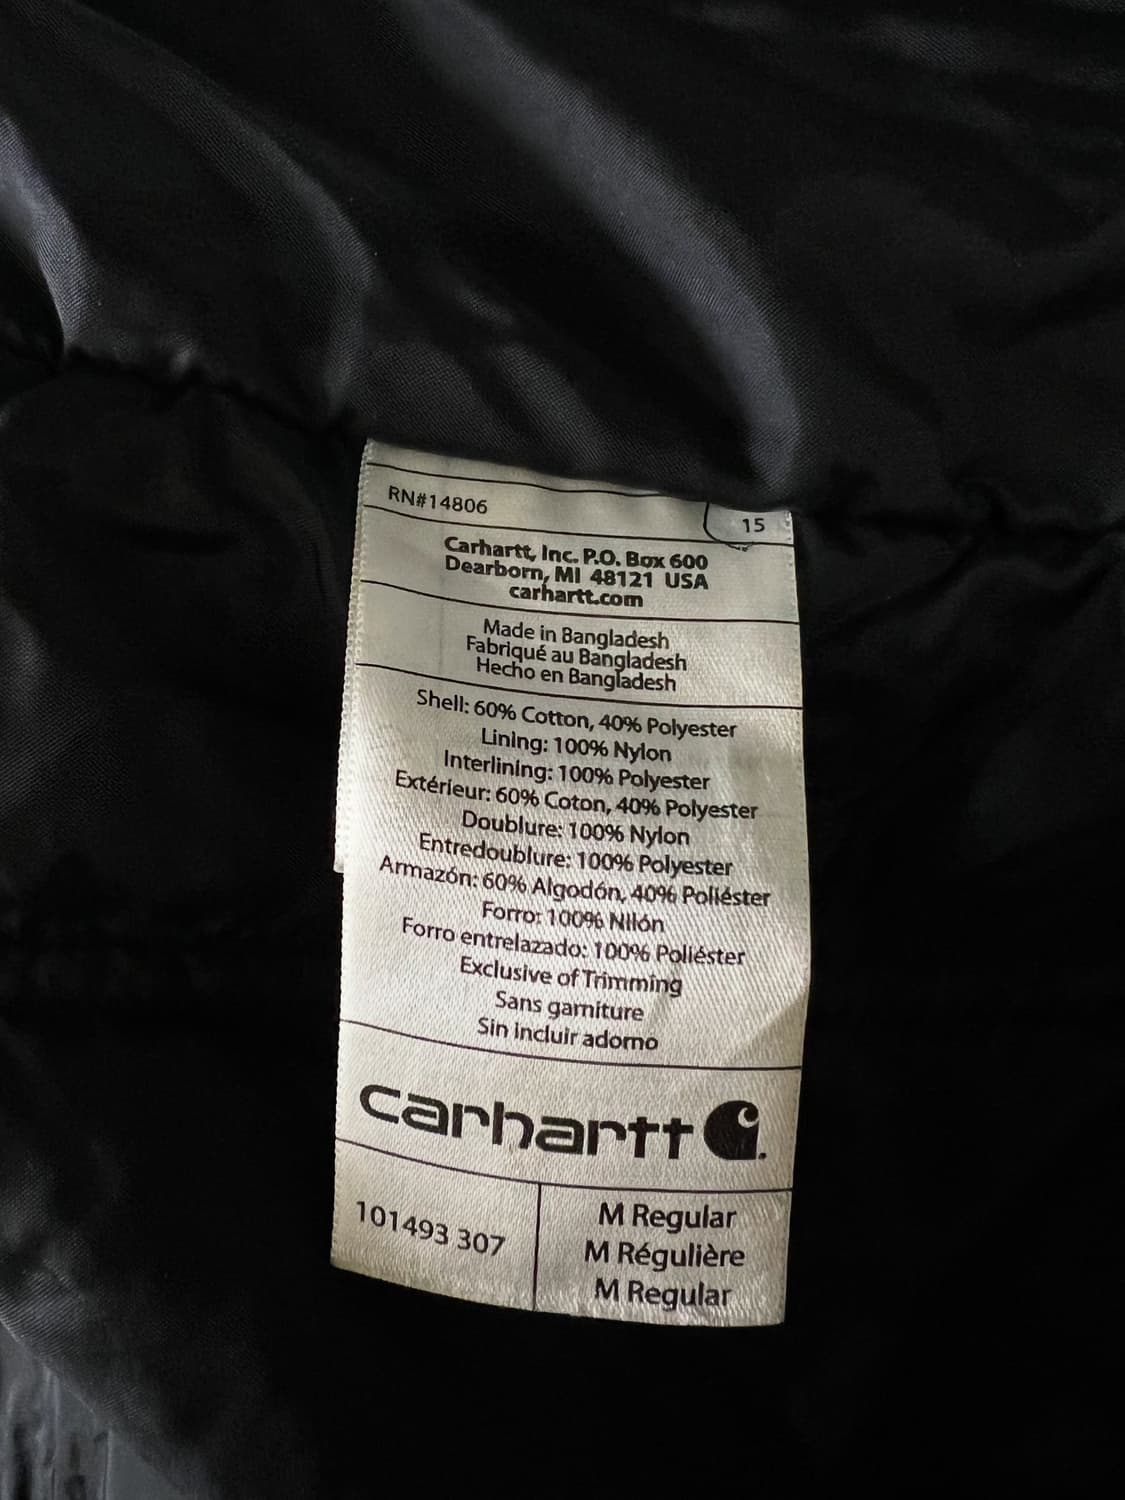 RN#14806
15
Carhartt, Inc. P.O. Box 600
Dearborn, MI 48121 USA
carhartt.com
Made in Bangladesh
Fabriqué au Bangladesh
Hecho en Bangladesh
Shell: 60% Cotton, 40% Polyester
Lining: 100% Nylon
Interlining: 100% Polyester
Extérieur: 60% Coton, 40% Polyester
Doublure: 100% Nylon
Entredoublure: 100% Polyester
Armazón: 60% Algodón, 40% Poliéster
Forro: 100% Nilón
Forro entrelazado: 100% Poliéster
Exclusive of Trimming
Sans garniture
Sin incluir adorno
carhartt
101493 307
M Regular
M Régulière
M Regular